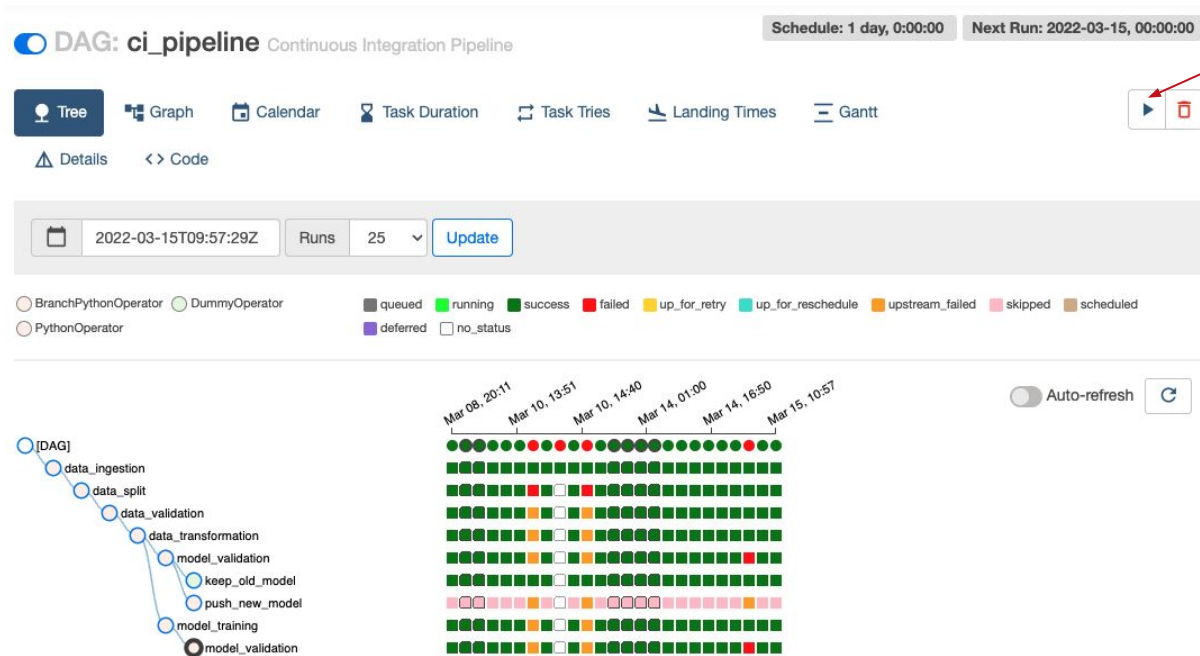 DAG: ci_pipeline Continuous Integration Pipeline
Schedule: 1 day, 0:00:00
Next Run: 2022-03-15, 00:00:00
Tree
Graph
Calendar
Task Duration
Task Tries
Landing Times
Gantt
Details
<> Code
2022-03-15T09:57:29Z
Runs
25
Update
BranchPythonOperator
DummyOperator
PythonOperator
queued
running
success
failed
up_for_retry
up_for_reschedule
upstream_failed
skipped
scheduled
deferred
no_status
Mar 08, 20:11
Mar 10, 13:51
Mar 10, 14:40
Mar 14, 01:00
Mar 14, 16:50
Mar 15, 10:57
Auto-refresh
[DAG]
data_ingestion
data_split
data_validation
data_transformation
model_validation
keep_old_model
push_new_model
model_training
model_validation